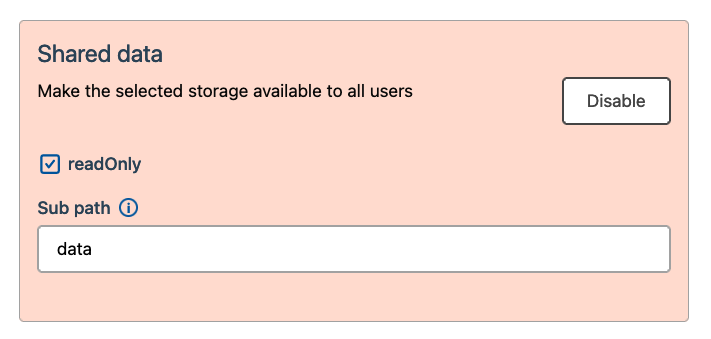 Shared data
Make the selected storage available to all users
Disable
readOnly
Sub path
data